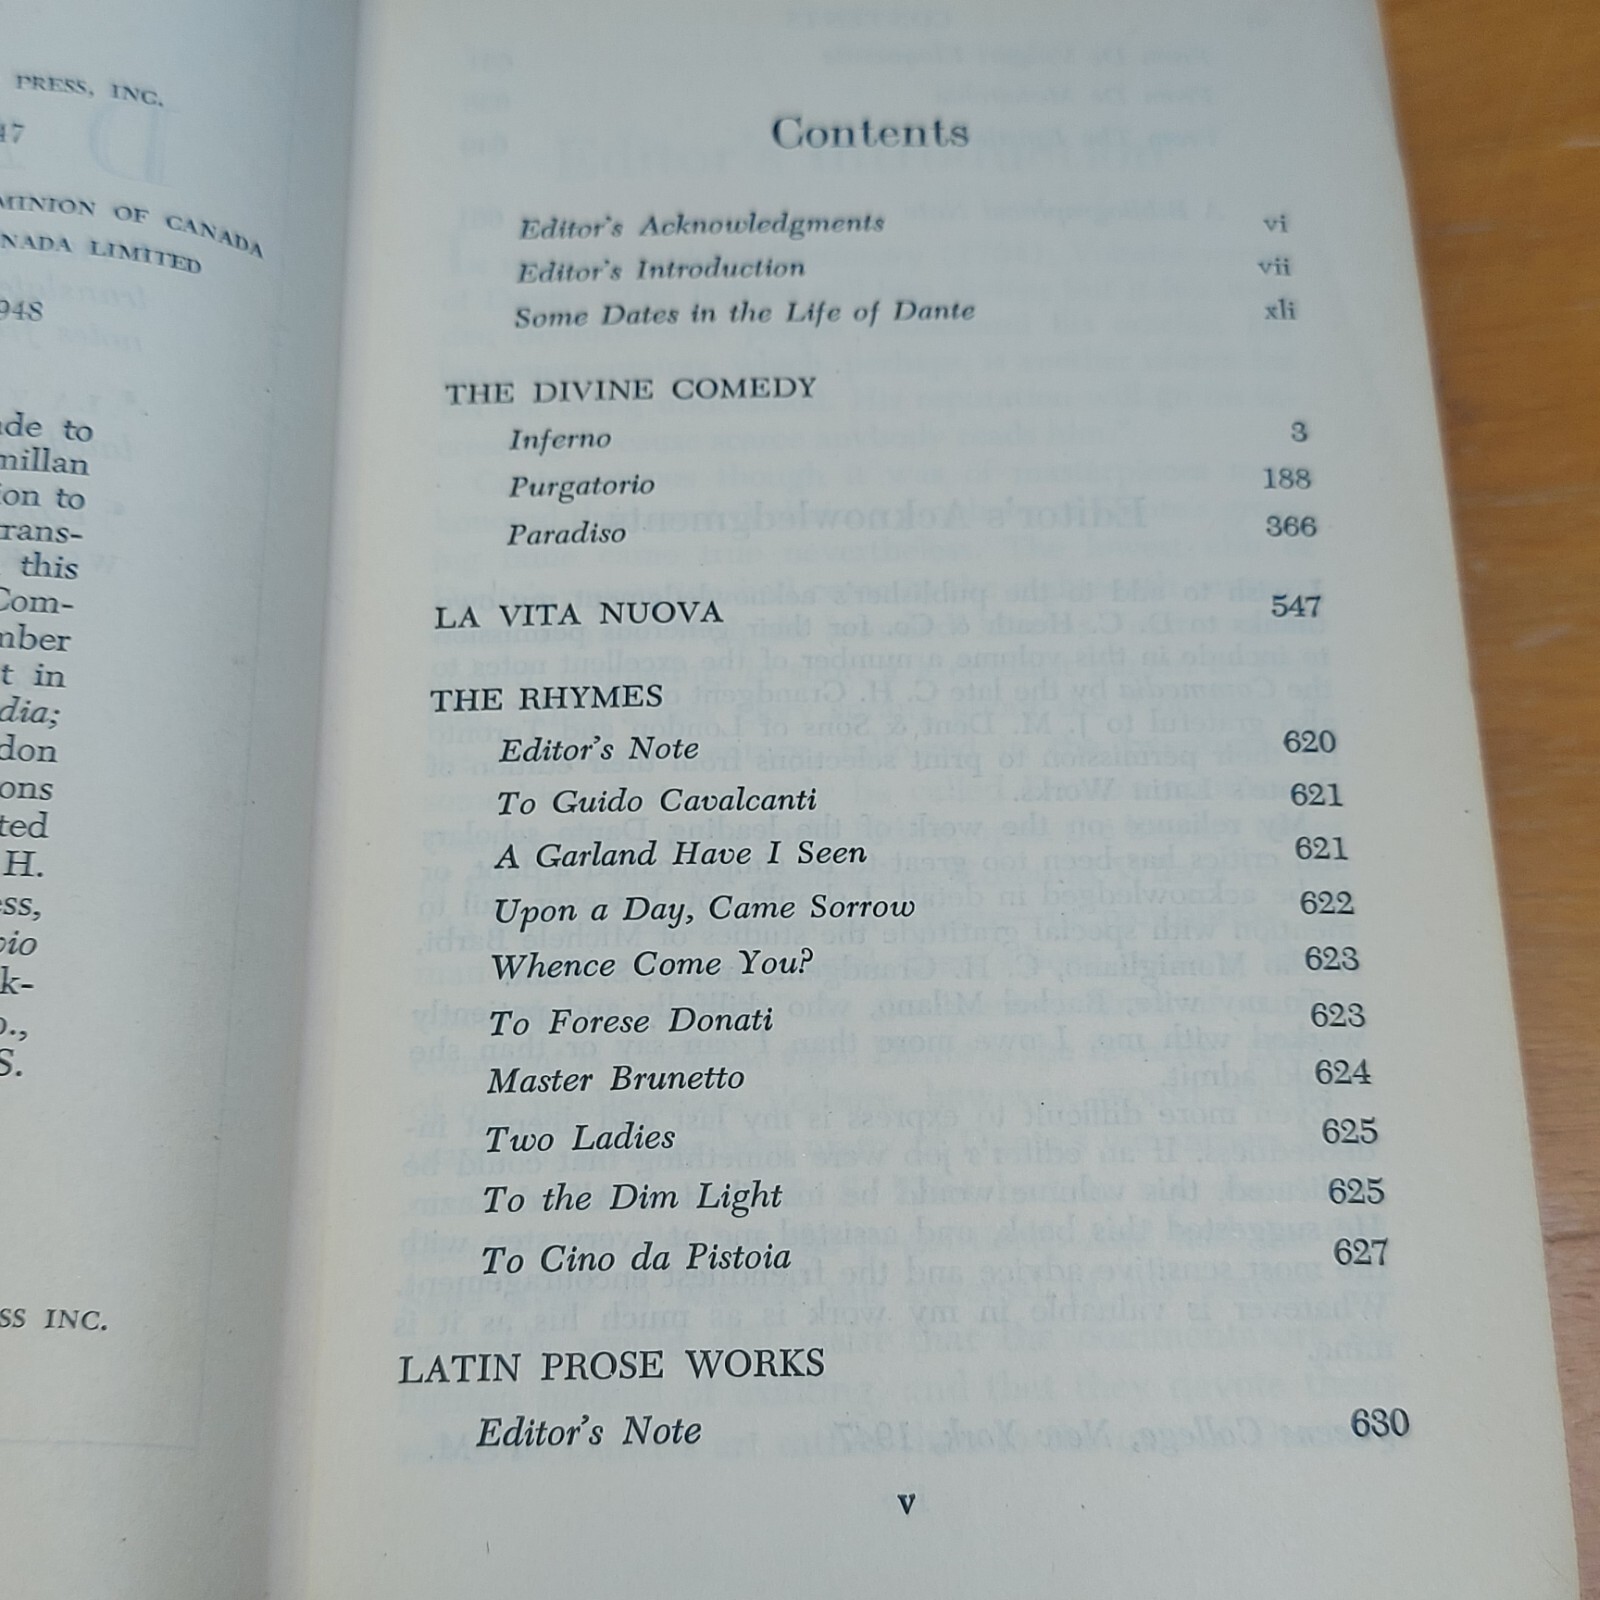 PRESS, INC.
47
MINION OF CANADA
NADA LIMITED
948
de to
millan
ion to
rans-
this
Com-
mber
t in
dia;
don
ons
ted
H.
ess,
pio
k-
o.,
S.
SS INC.
Contents
Editor's Acknowledgments vi
Editor's Introduction vii
Some Dates in the Life of Dante xli
THE DIVINE COMEDY
Inferno 3
Purgatorio 188
Paradiso 366
LA VITA NUOVA 547
THE RHYMES
Editor's Note 620
To Guido Cavalcanti 621
A Garland Have I Seen 621
Upon a Day, Came Sorrow 622
Whence Come You? 623
To Forese Donati 623
Master Brunetto 624
Two Ladies 625
To the Dim Light 625
To Cino da Pistoia 627
LATIN PROSE WORKS
Editor's Note 630
v